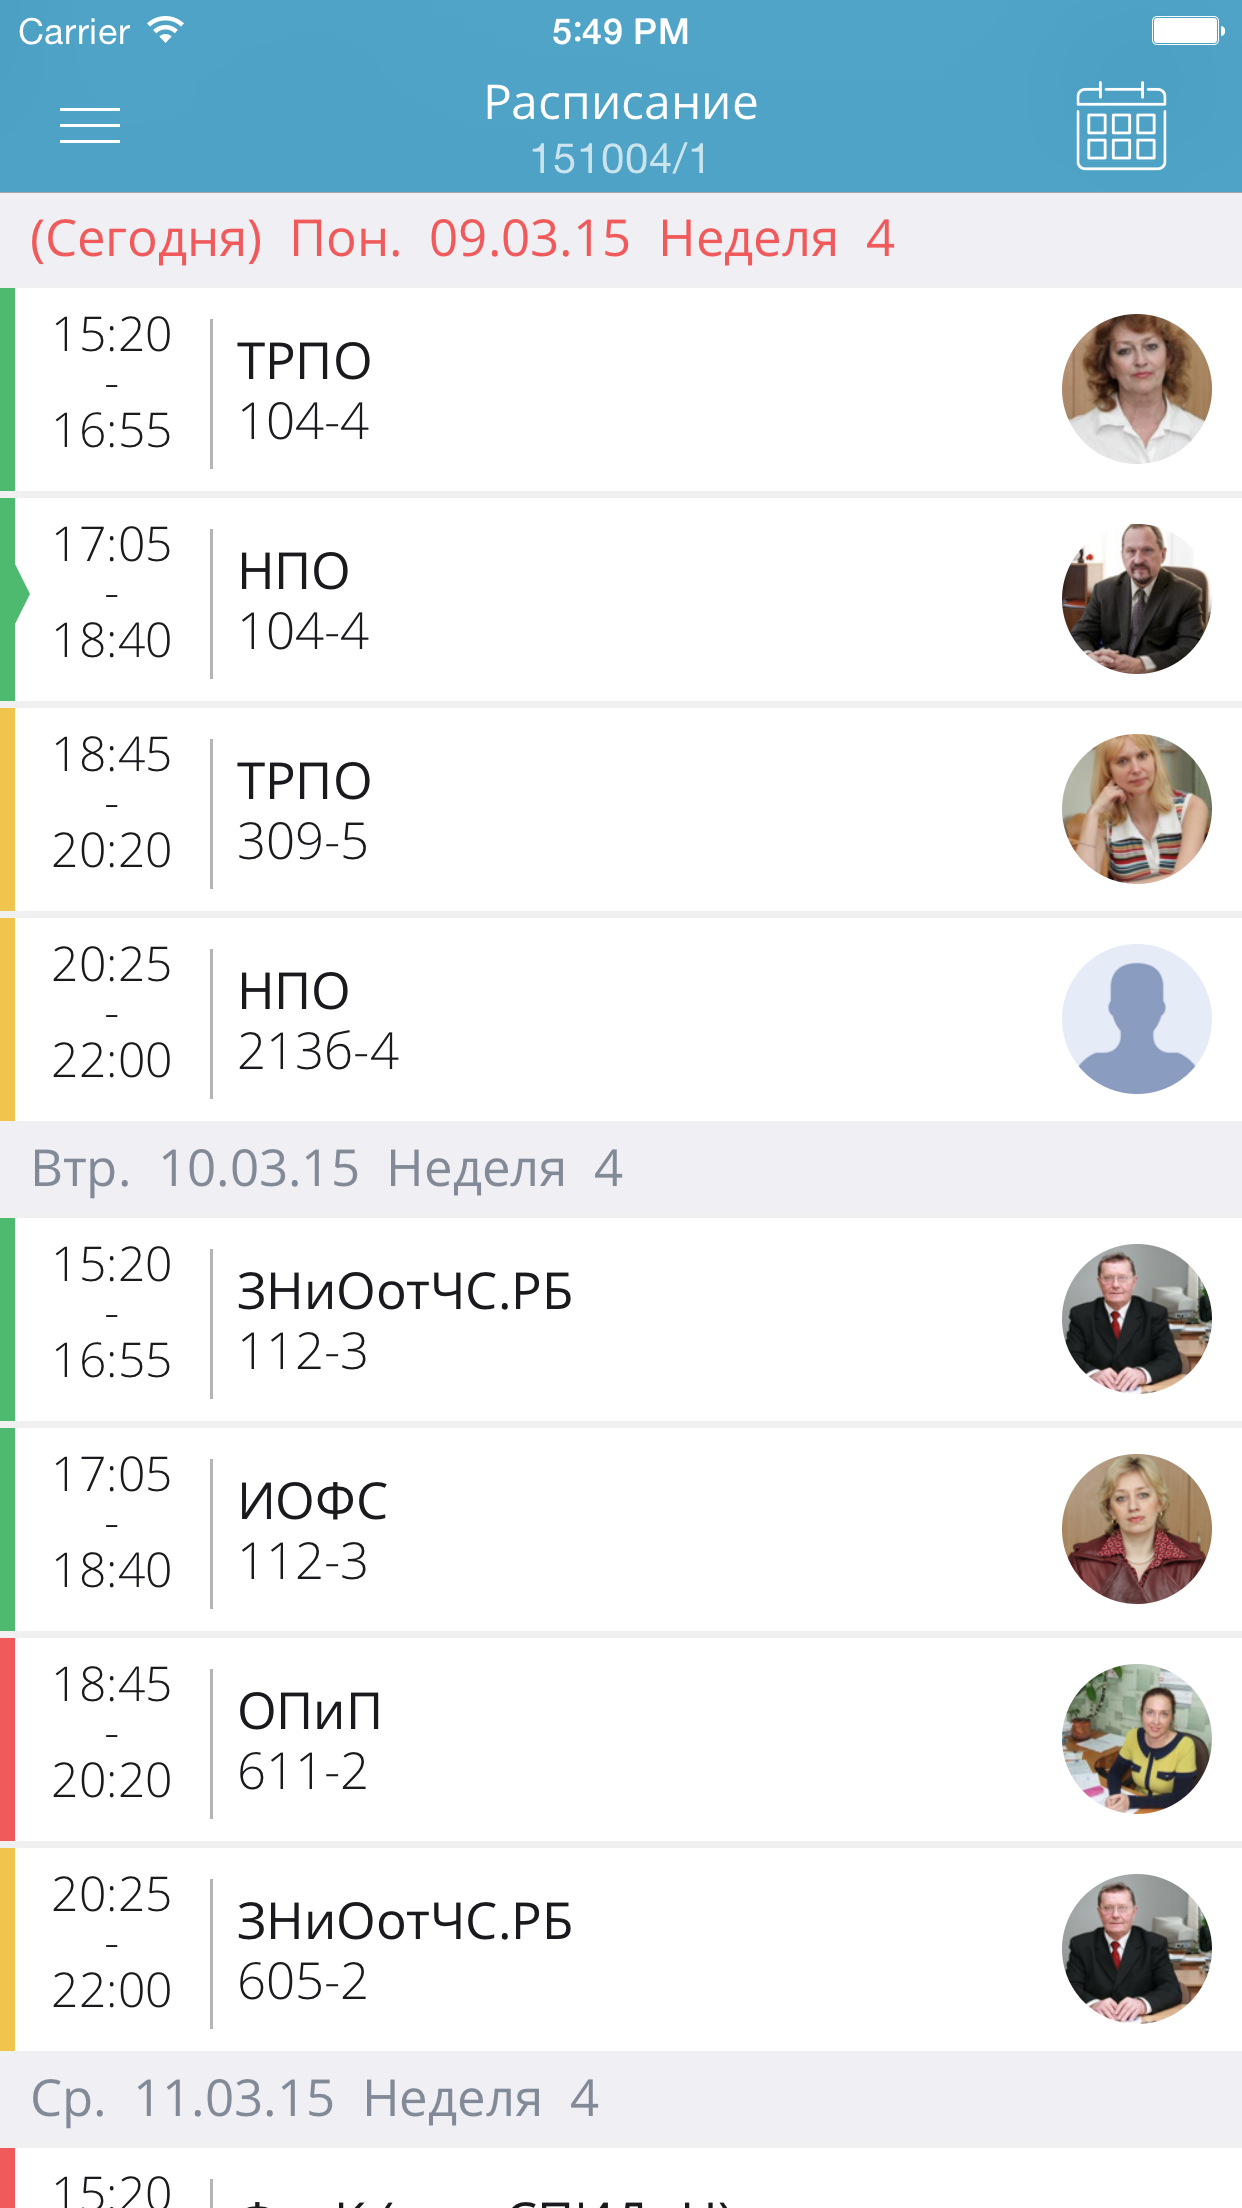 Carrier 5:49 PM
Расписание
151004/1
(Сегодня) Пон. 09.03.15 Неделя 4
15:20
-
16:55
ТРПО
104-4
17:05
-
18:40
НПО
104-4
18:45
-
20:20
ТРПО
309-5
20:25
-
22:00
НПО
213б-4
Втр. 10.03.15 Неделя 4
15:20
-
16:55
ЗНиОотЧС.РБ
112-3
17:05
-
18:40
ИОФС
112-3
18:45
-
20:20
ОПиП
611-2
20:25
-
22:00
ЗНиОотЧС.РБ
605-2
Ср. 11.03.15 Неделя 4
15:20